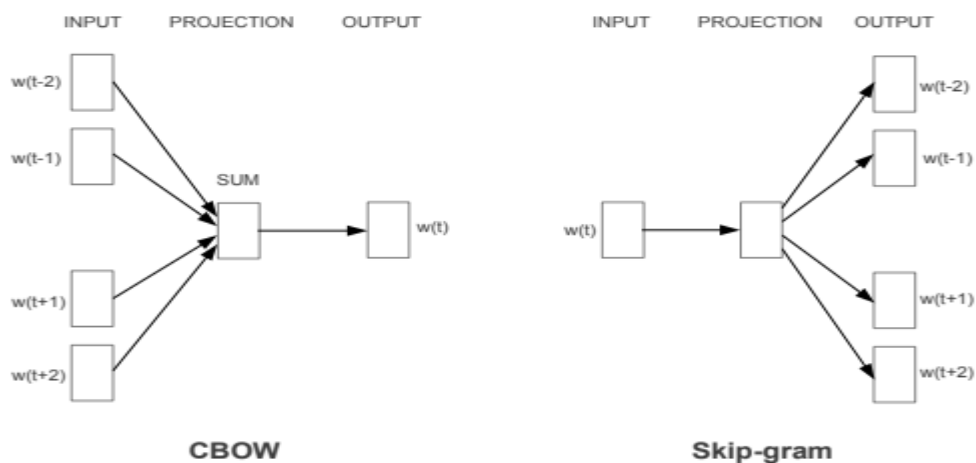 INPUT PROJECTION OUTPUT
w(t-2)
w(t-1)
SUM
w(t)
w(t+1)
w(t+2)
CBOW
INPUT PROJECTION OUTPUT
w(t-2)
w(t-1)
w(t)
w(t+1)
w(t+2)
Skip-gram